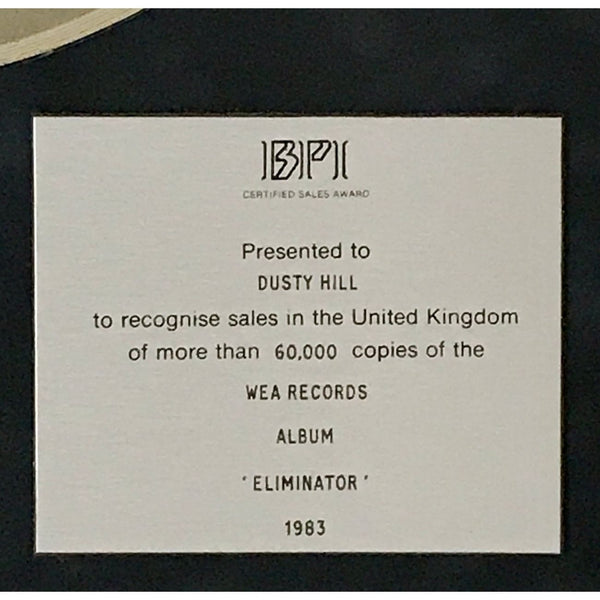 BPI
CERTIFIED SALES AWARD
Presented to
DUSTY HILL
to recognise sales in the United Kingdom
of more than 60,000 copies of the
WEA RECORDS
ALBUM
'ELIMINATOR'
1983